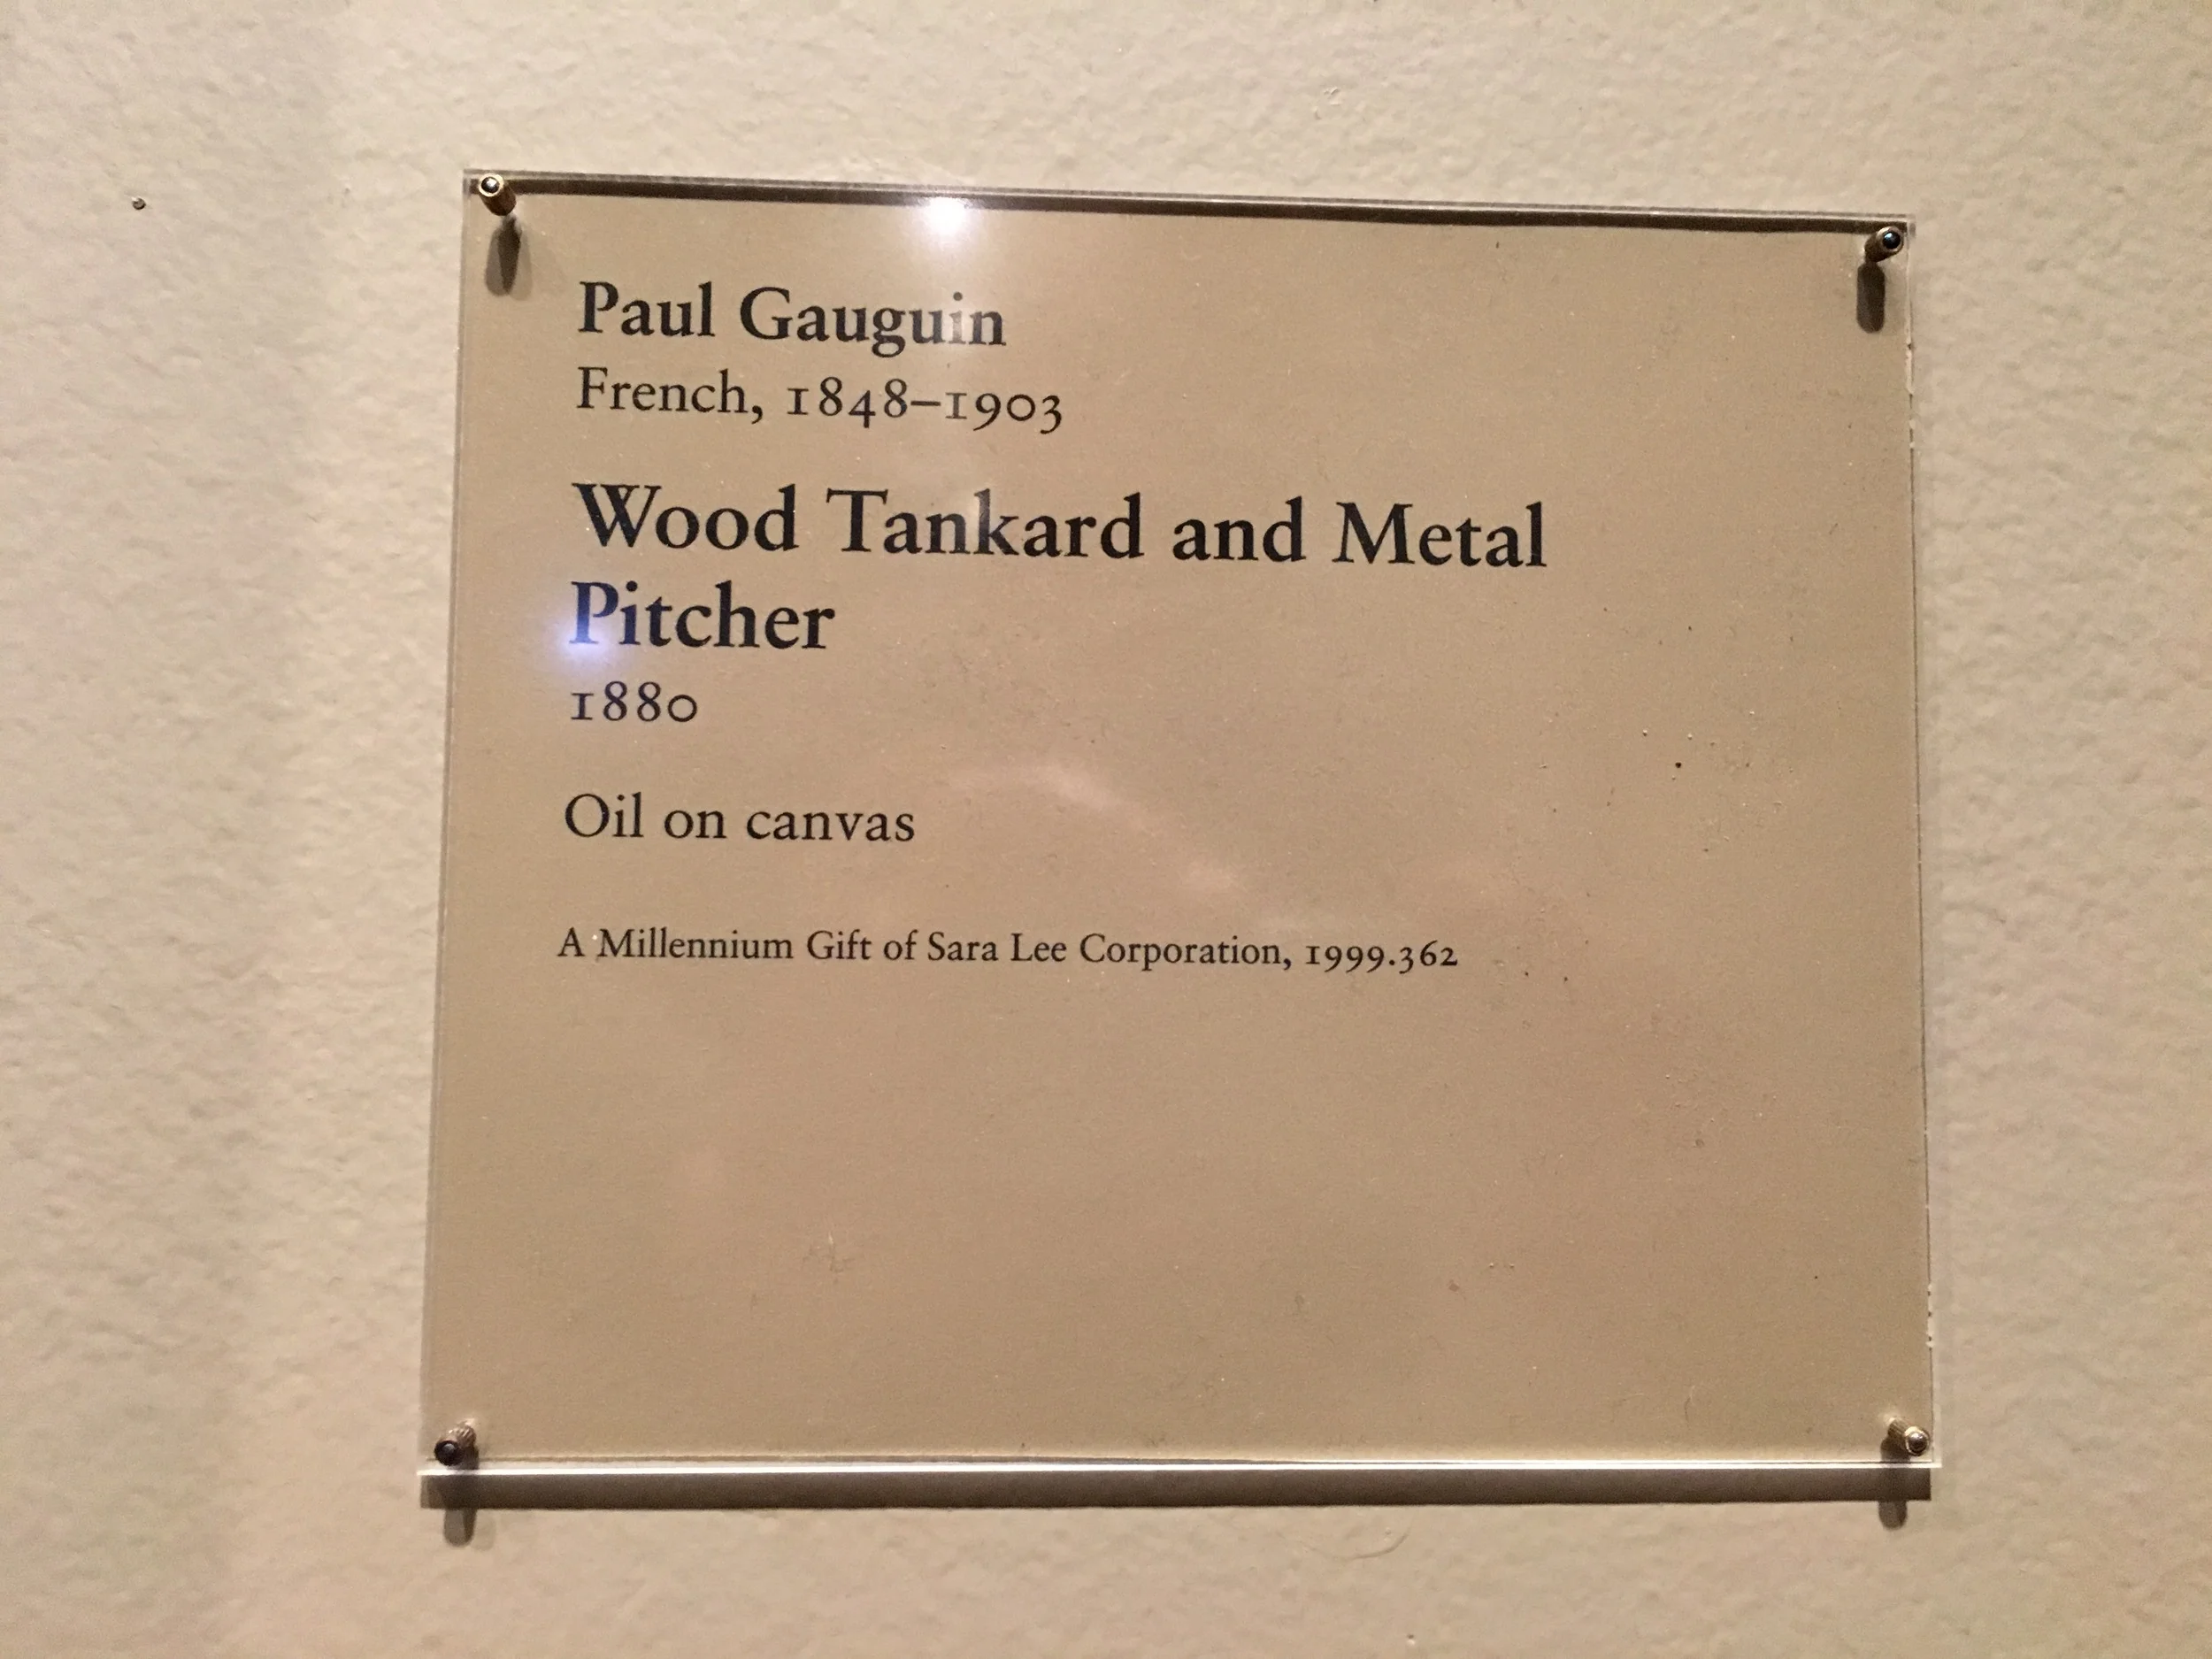 Paul Gauguin
French, 1848–1903
Wood Tankard and Metal
Pitcher
1880
Oil on canvas
A Millennium Gift of Sara Lee Corporation, 1999.362